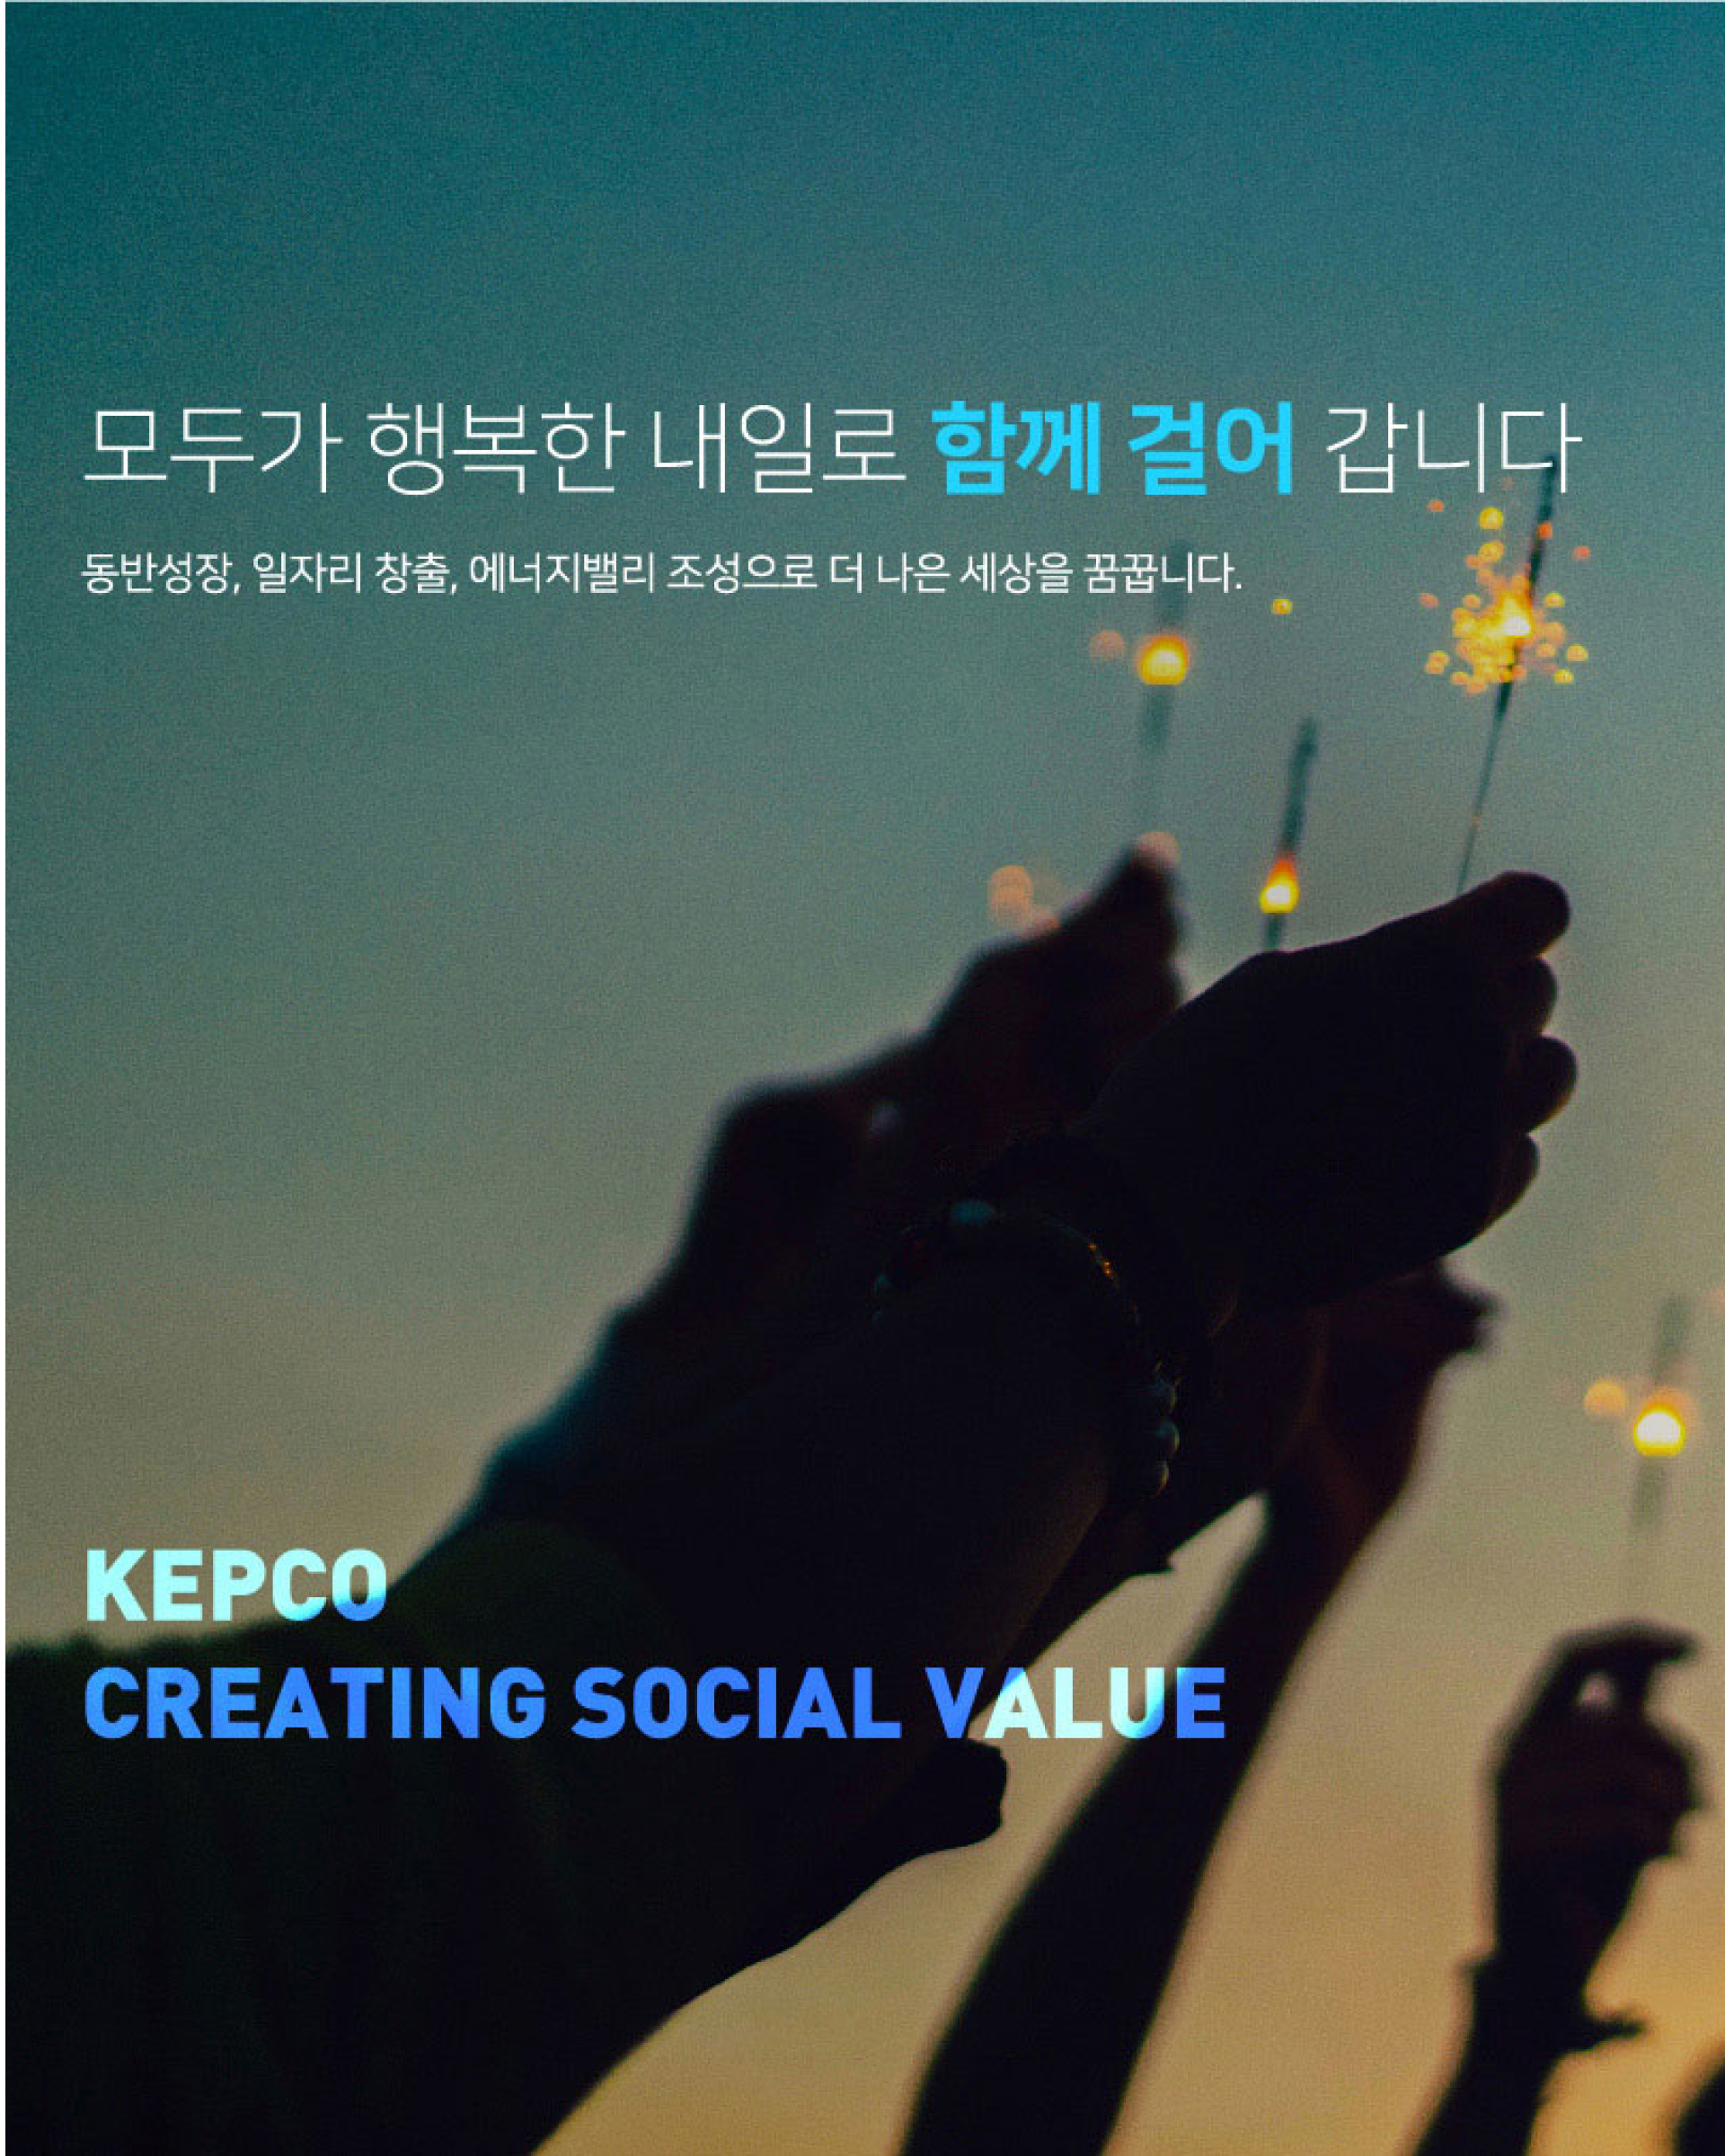 모두가 행복한 내일로 함께 걸어 갑니다
동반성장, 일자리 창출, 에너지밸리 조성으로 더 나은 세상을 꿈꿉니다.
KEPCO
CREATING SOCIAL VALUE